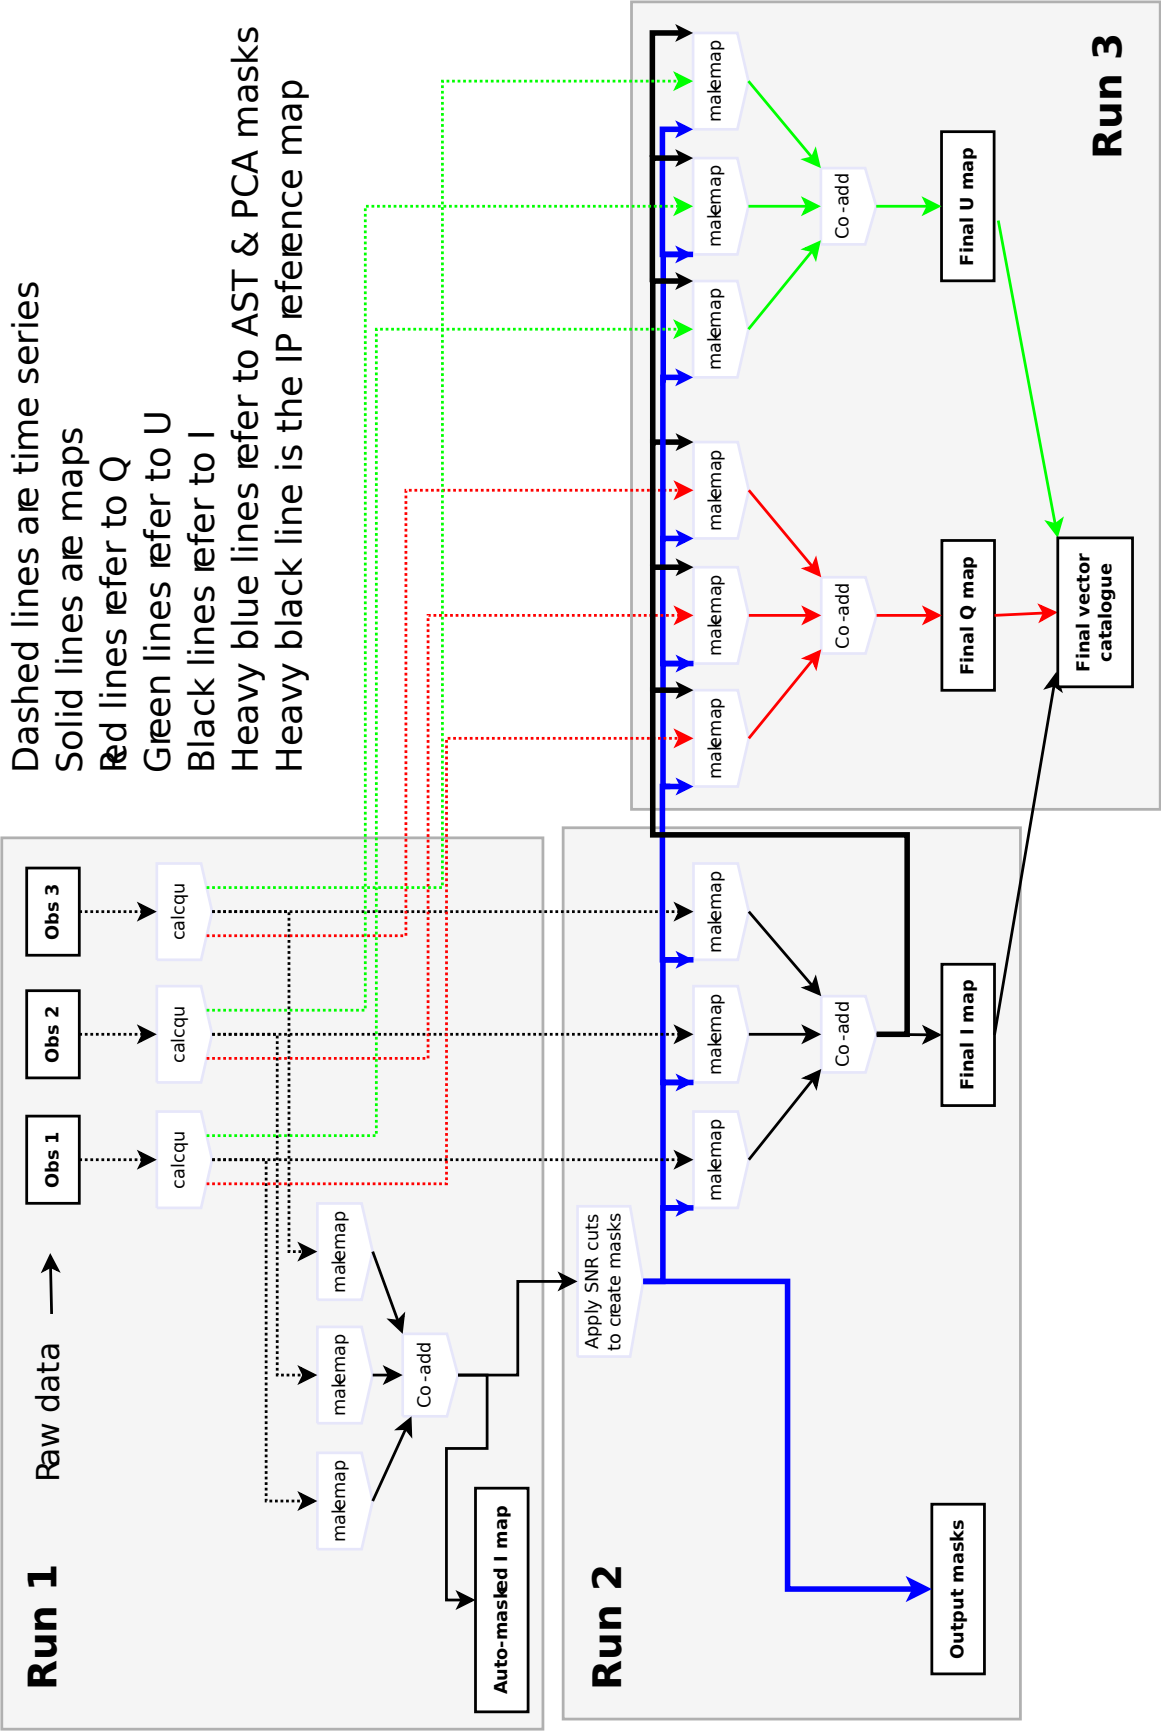 Dashed lines are time series
Solid lines are maps
Red lines refer to Q
Green lines refer to U
Black lines refer to I
Heavy blue lines refer to AST & PCA masks
Heavy black line is the IP reference map
Run 1
Raw data
Obs 1
Obs 2
Obs 3
calcqu
calcqu
calcqu
makemap
makemap
makemap
Co-add
Auto-masked I map
Run 2
Apply SNR cuts
to create masks
makemap
makemap
makemap
Co-add
Output masks
Final I map
Run 3
makemap
makemap
makemap
makemap
makemap
makemap
Co-add
Co-add
Final Q map
Final U map
Final vector
catalogue